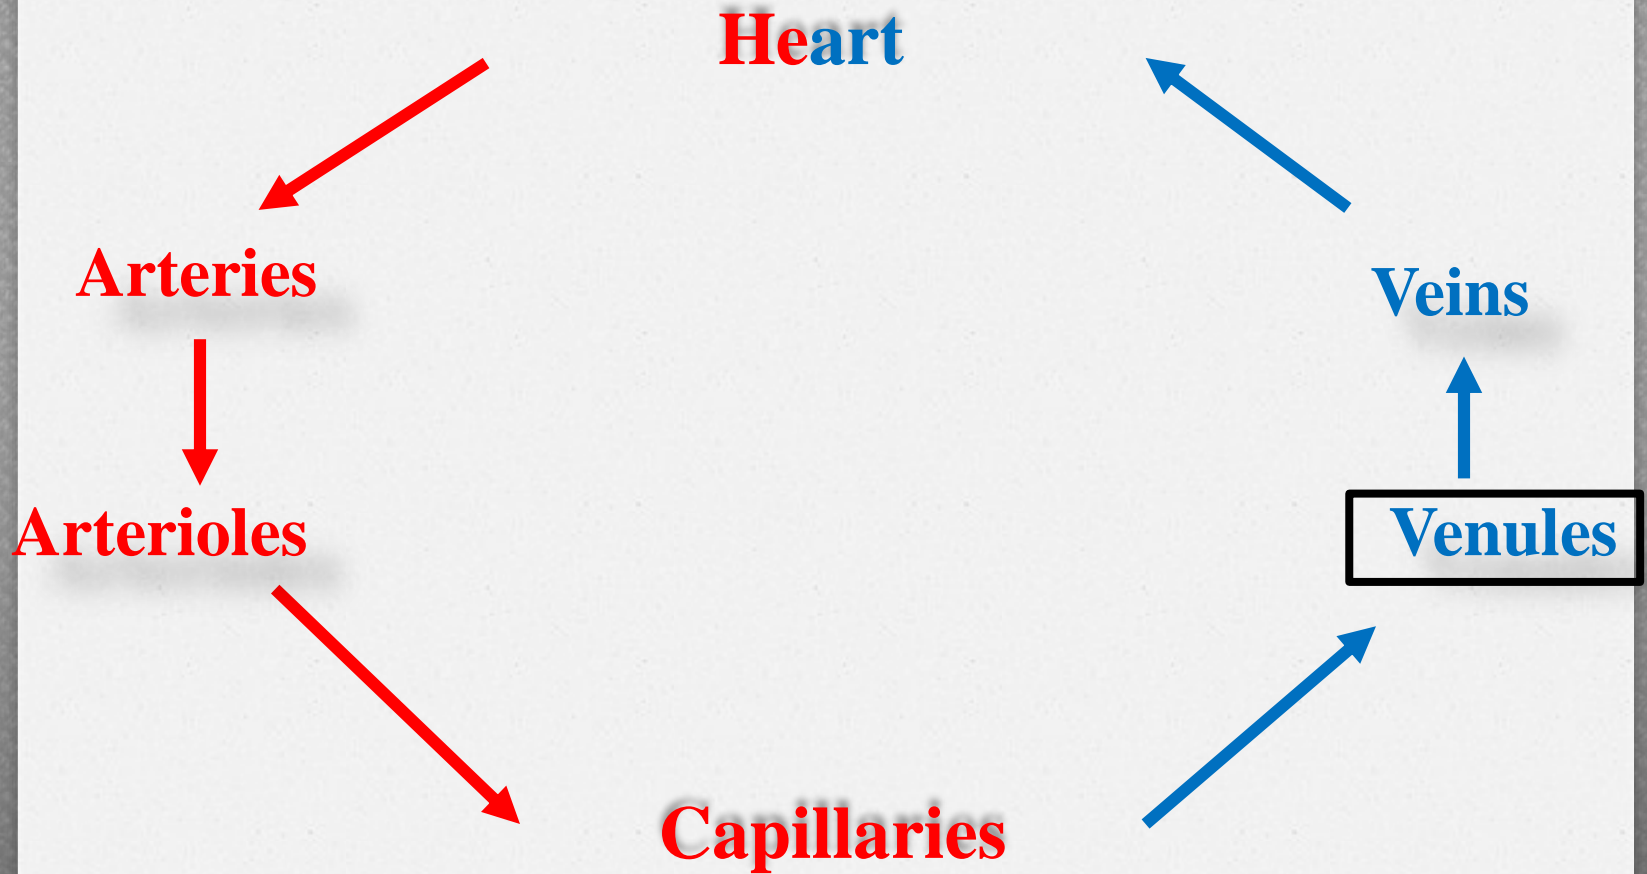 Heart
Arteries
Veins
Arterioles
Venules
Capillaries